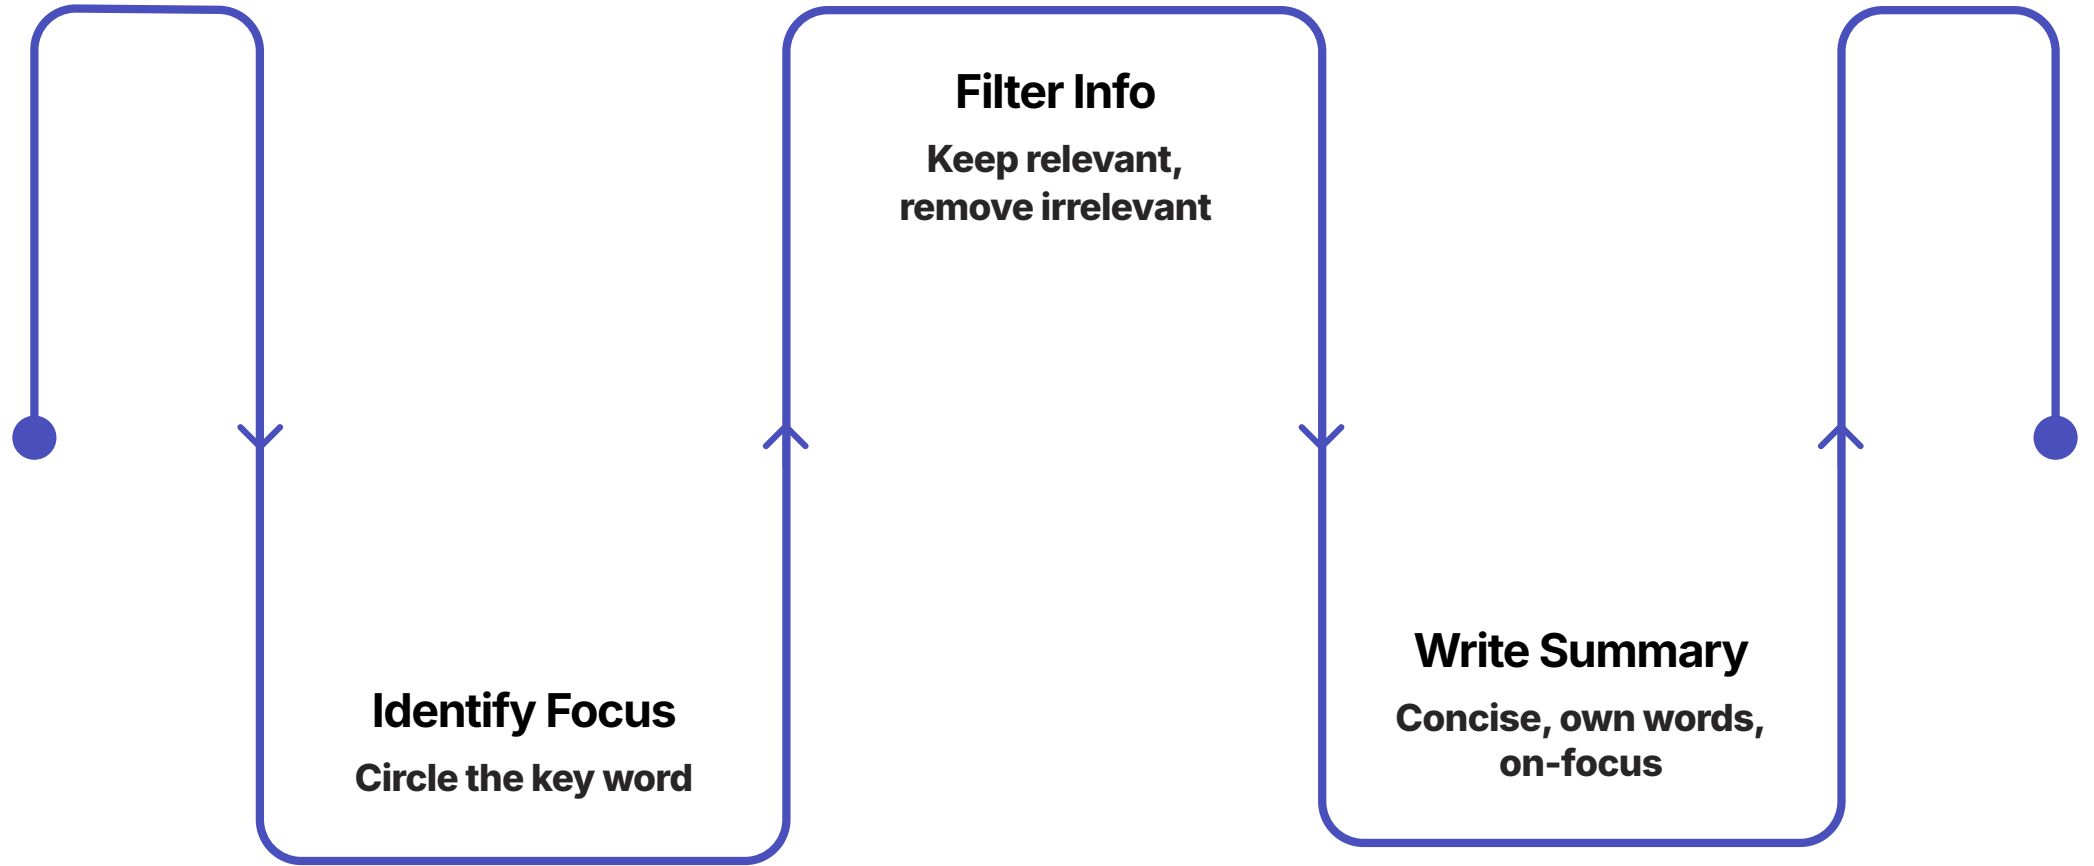 Identify Focus
Circle the key word
Filter Info
Keep relevant,
remove irrelevant
Write Summary
Concise, own words,
on-focus